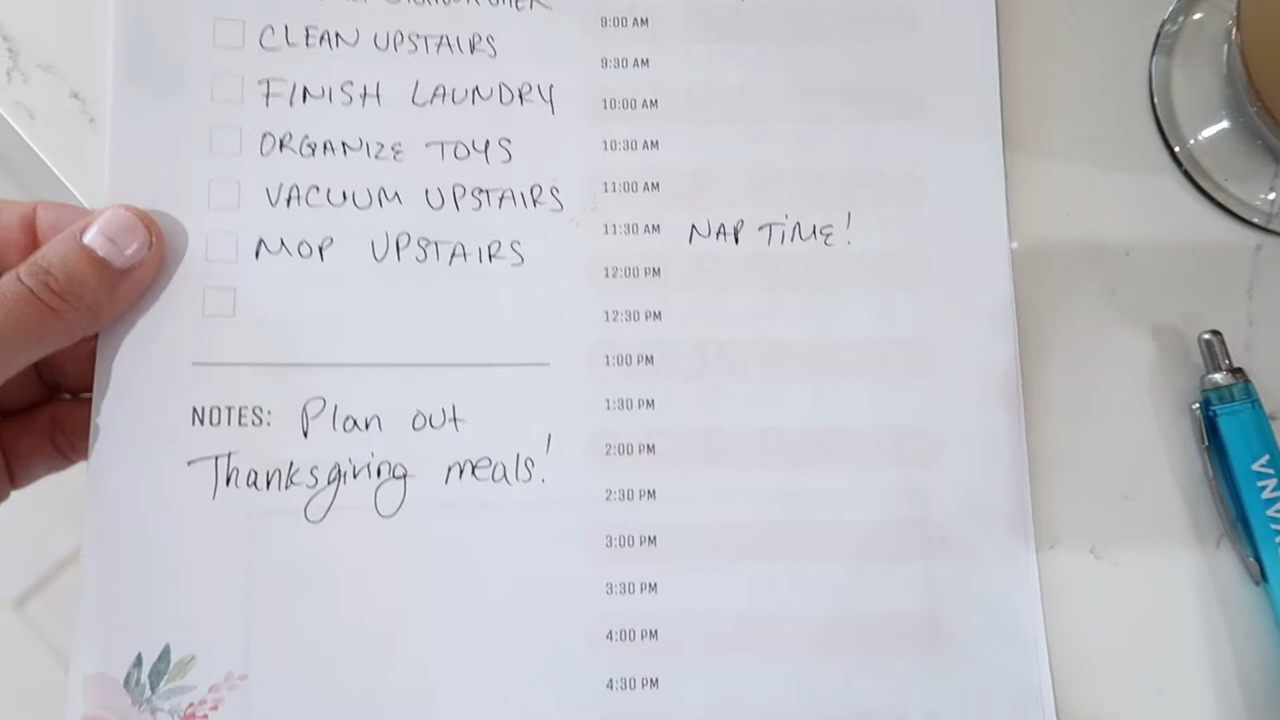 CLEAN UPSTAIRS
FINISH LAUNDRY
ORGANIZE TOYS
VACUUM UPSTAIRS
MOP UPSTAIRS
NOTES: Plan out
Thanksgiving meals!
9:00 AM
9:30 AM
10:00 AM
10:30 AM
11:00 AM
11:30 AM NAP TiME!
12:00 PM
12:30 PM
1:00 PM
1:30 PM
2:00 PM
2:30 PM
3:00 PM
3:30 PM
4:00 PM
4:30 PM